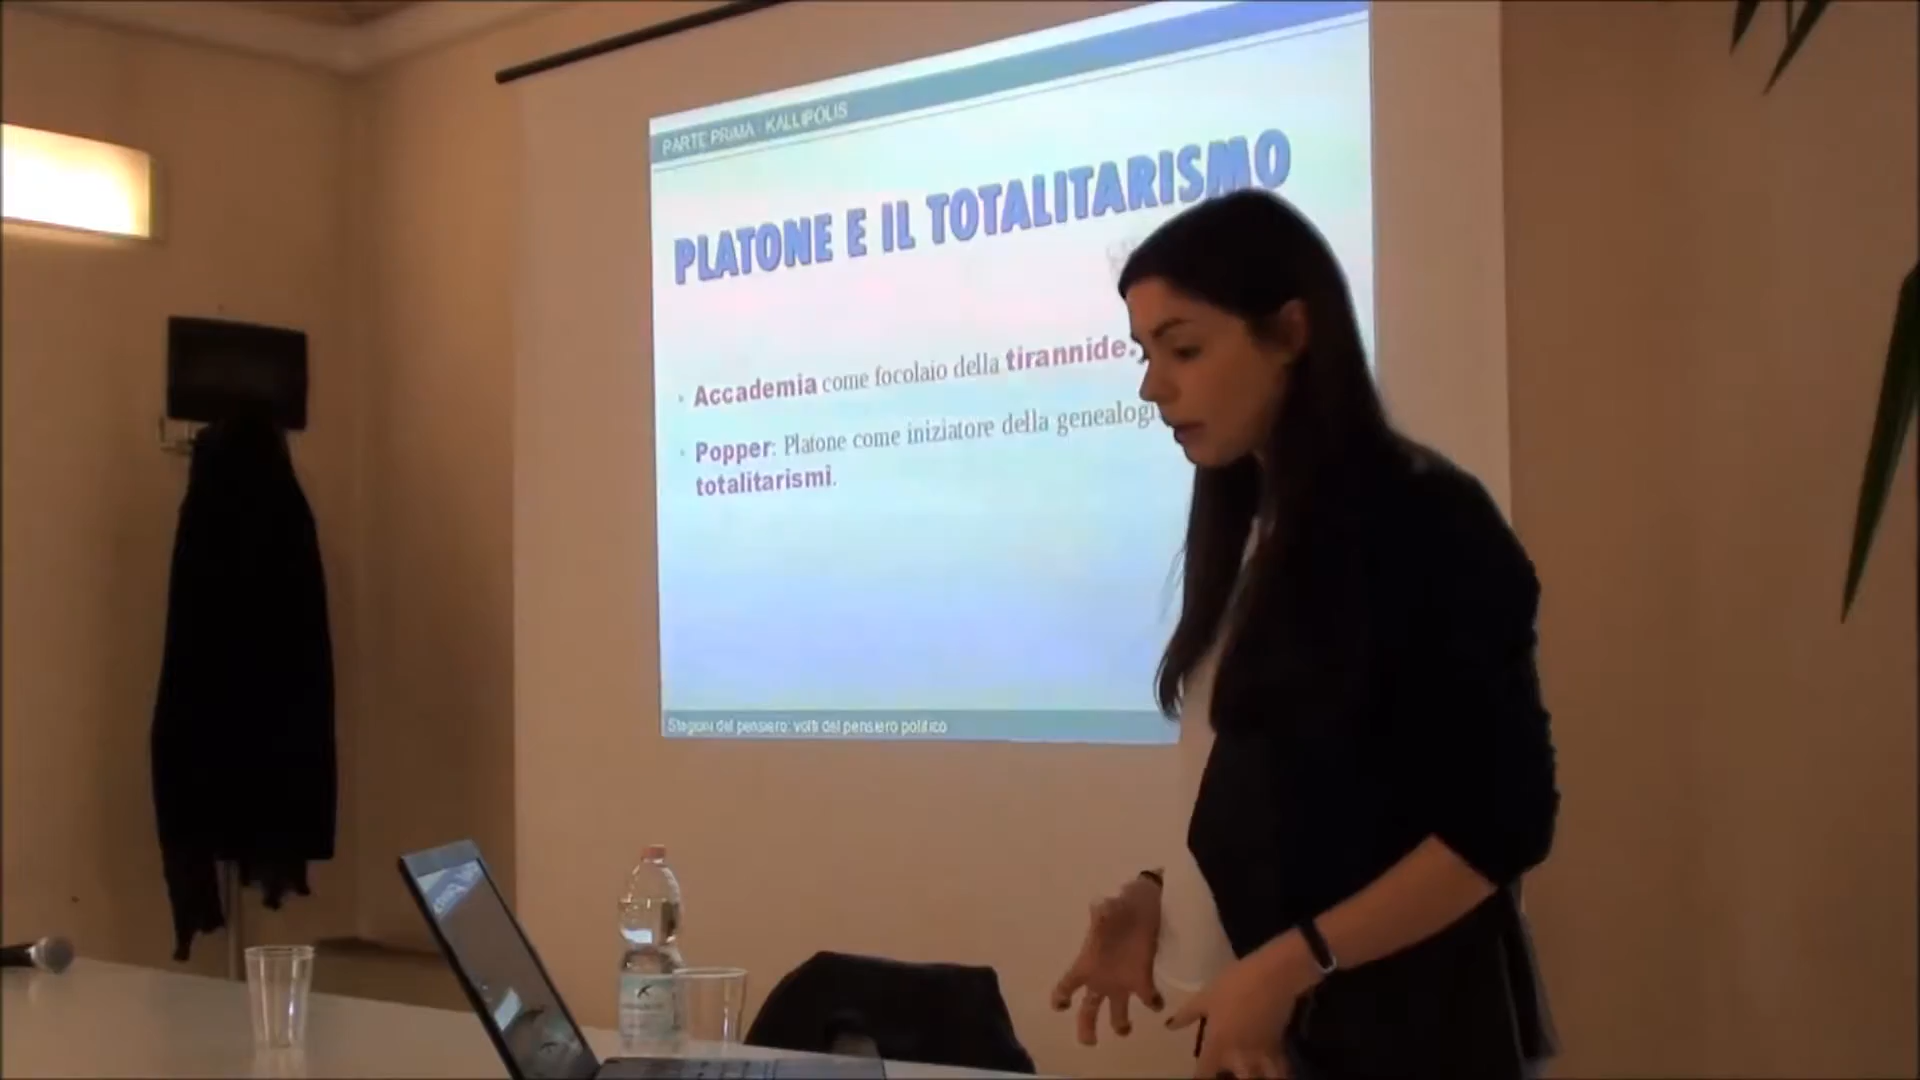 PARTE PRIMA - KALLIPOLIS
PLATONE E IL TOTALITARISMO
Accademia come focolaio della tirannide.
Popper: Platone come iniziatore della
totalitarismi.
Stagioni del pensiero: volti del pensiero politico